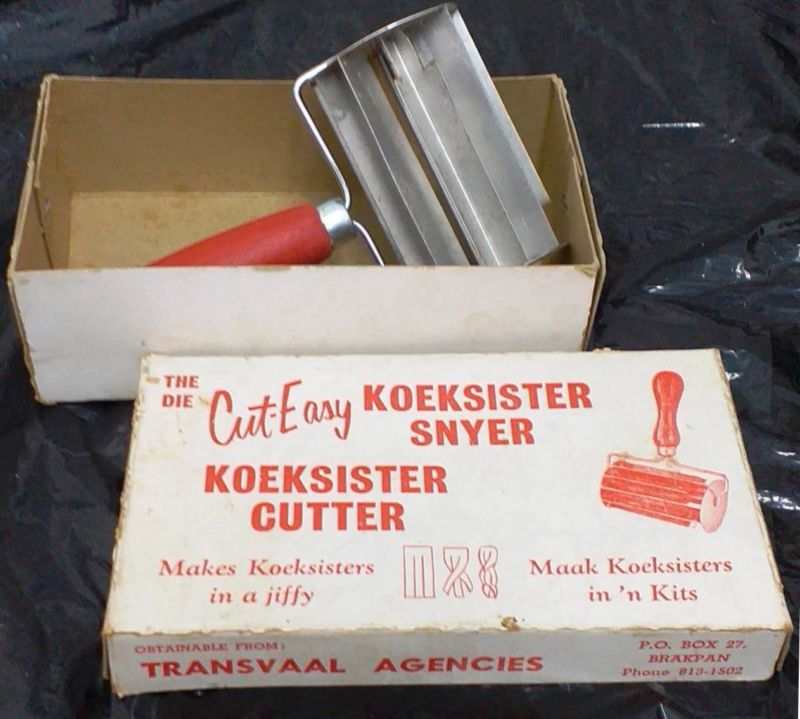 THE
DIE Cut-Easy KOEKSISTER
SNYER
KOEKSISTER
CUTTER
Makes Koeksisters
in a jiffy
Maak Koeksisters
in 'n Kits
OBTAINABLE FROM:
TRANSVAAL AGENCIES
P.O. BOX 27,
BRAKPAN
Phone 813-1502